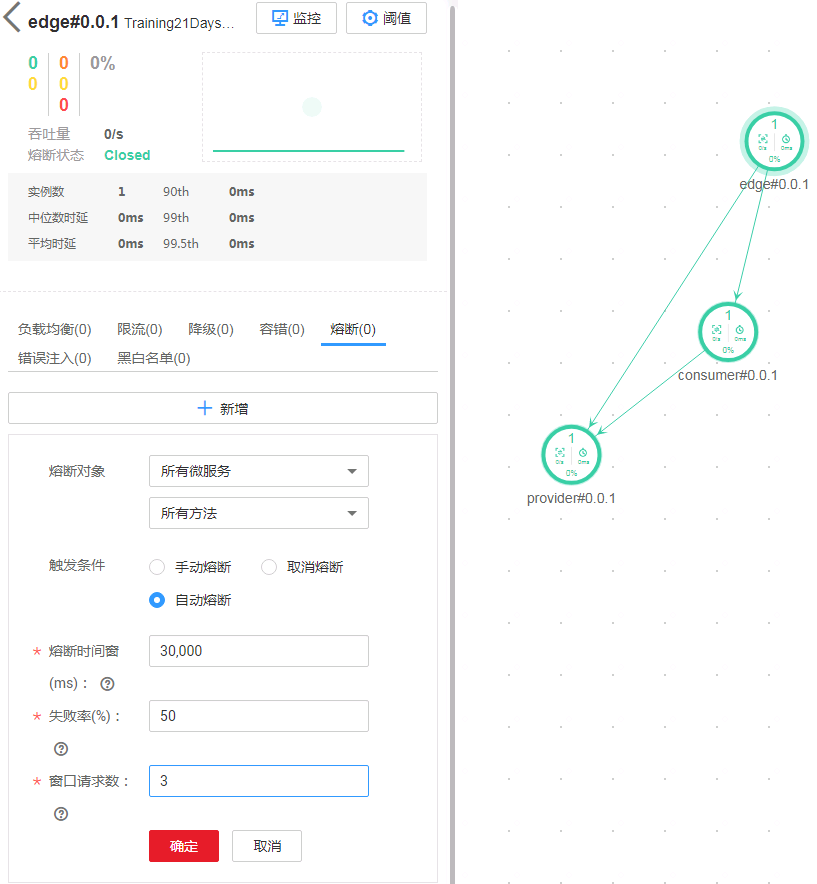 edge#0.0.1 Training21Days...
监控
阈值
0 0 0%
0 0
0
吞吐量 0/s
熔断状态 Closed
实例数 1 90th 0ms
中位数时延 0ms 99th 0ms
平均时延 0ms 99.5th 0ms
负载均衡(0) 限流(0) 降级(0) 容错(0) 熔断(0)
错误注入(0) 黑白名单(0)
新增
熔断对象 所有微服务
所有方法
触发条件 手动熔断 取消熔断
自动熔断
* 熔断时间窗 30,000
(ms)： ?
* 失败率(%)： 50
?
* 窗口请求数： 3
?
确定 取消
1
0/s 0ms
0%
edge#0.0.1
1
0/s 0ms
0%
consumer#0.0.1
1
0/s 0ms
0%
provider#0.0.1